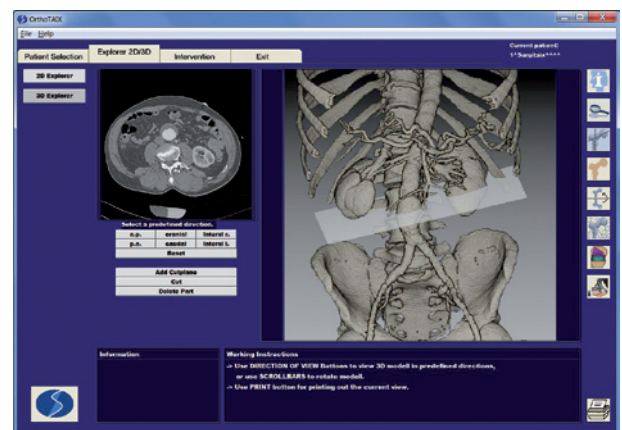 OrthoTAIX
File Help
Patient Selection
Explorer 2D/3D
Intervention
Exit
Current patient:
1^Surgitaix^^^^
2D Explorer
3D Explorer
Select a predefined direction.
a.p. cranial lateral r.
p.a. caudal lateral l.
Reset
Add Cutplane
Cut
Delete Part
Information
Working Instructions
-> Use DIRECTION OF VIEW Buttons to view 3D modell in predefined directions,
or use SCROLLBARS to rotate modell.
-> Use PRINT button for printing out the current view.